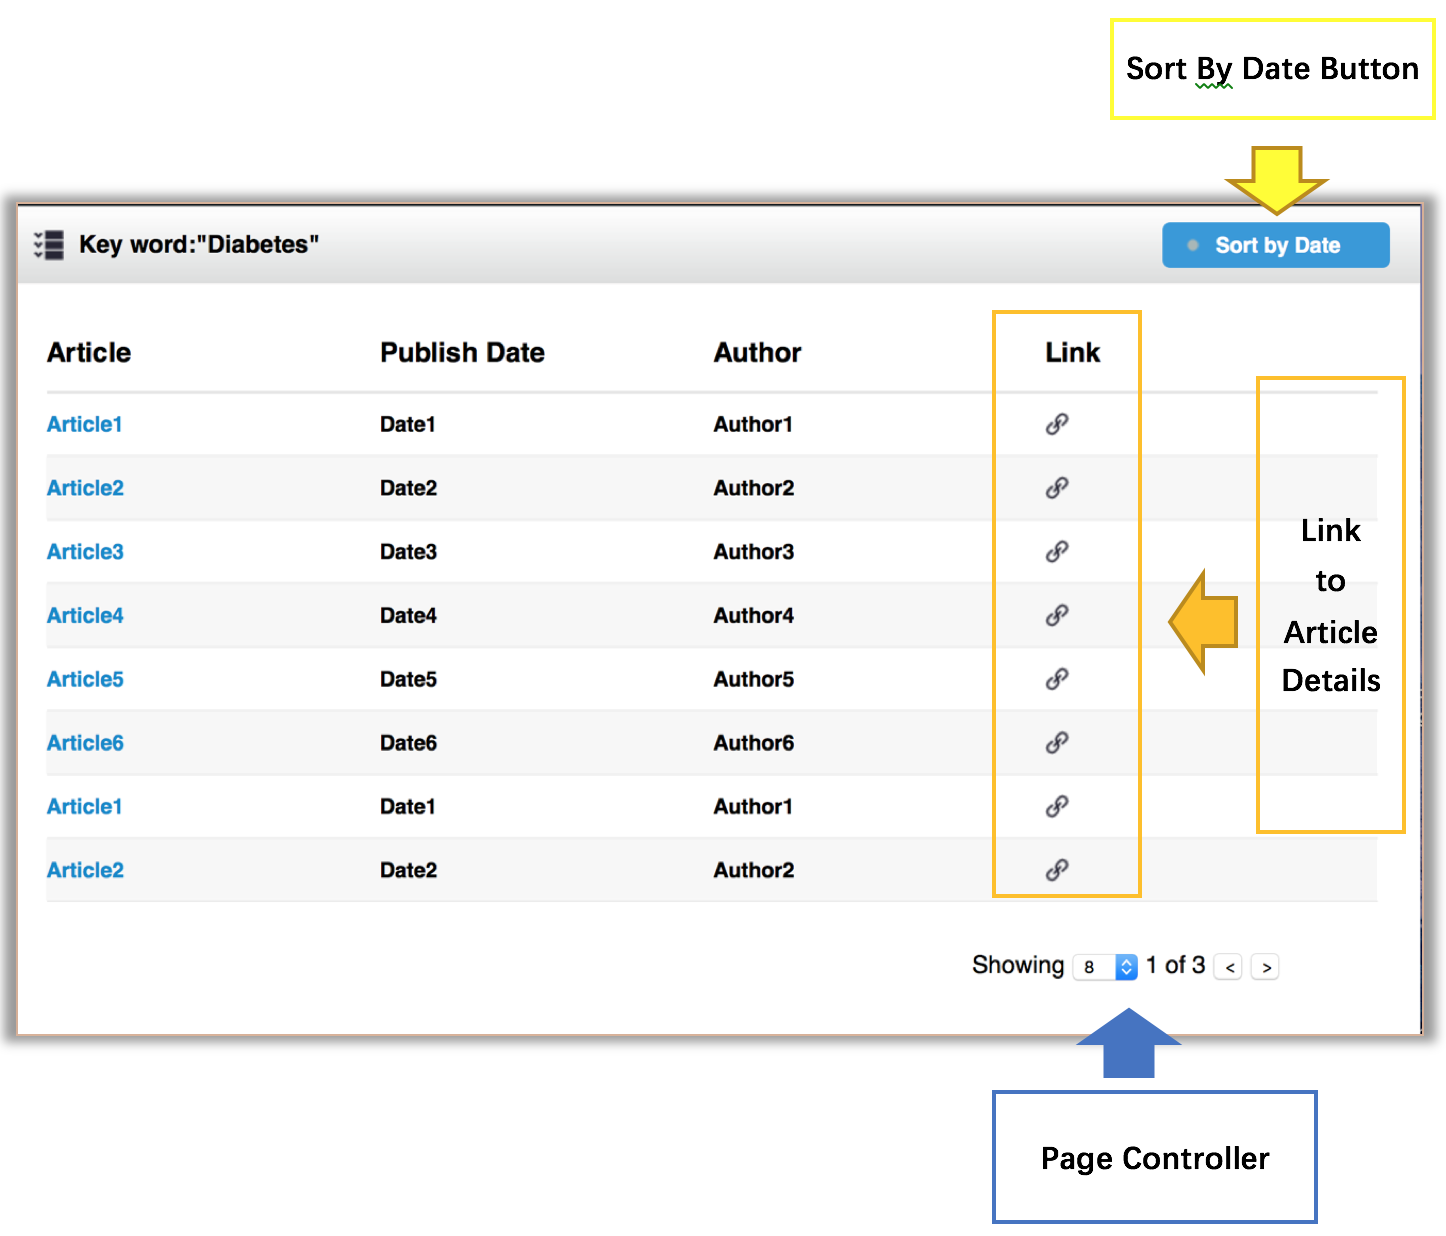 Sort By Date Button
Key word:"Diabetes"
Sort by Date
Article Publish Date Author Link
Article1 Date1 Author1
Article2 Date2 Author2
Article3 Date3 Author3
Article4 Date4 Author4
Article5 Date5 Author5
Article6 Date6 Author6
Article1 Date1 Author1
Article2 Date2 Author2
Link
to
Article
Details
Showing 8 1 of 3 < >
Page Controller